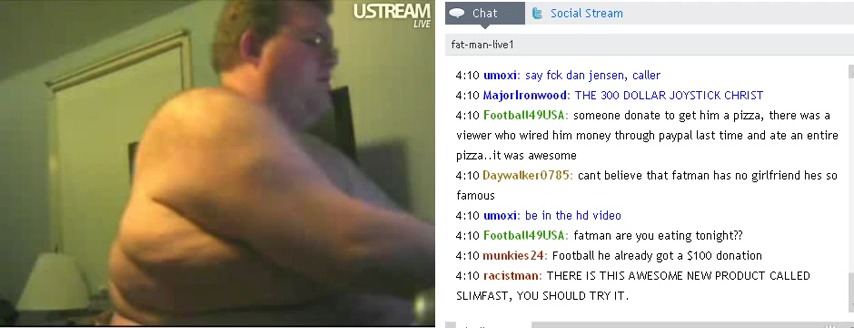 USTREAM
LIVE
Chat
Social Stream
fat-man-live1
4:10 umoxi: say fck dan jensen, caller
4:10 MajorIronwood: THE 300 DOLLAR JOYSTICK CHRIST
4:10 Football49USA: someone donate to get him a pizza, there was a
viewer who wired him money through paypal last time and ate an entire
pizza..it was awesome
4:10 Daywalker0785: cant believe that fatman has no girlfriend hes so
famous
4:10 umoxi: be in the hd video
4:10 Football49USA: fatman are you eating tonight??
4:10 munkies24: Football he already got a $100 donation
4:10 racistman: THERE IS THIS AWESOME NEW PRODUCT CALLED
SLIMFAST, YOU SHOULD TRY IT.